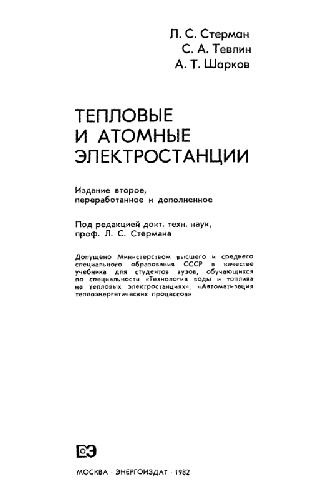 Л. С. Стерман
С. А. Тевлин
А. Т. Шарков
ТЕПЛОВЫЕ
И АТОМНЫЕ
ЭЛЕКТРОСТАНЦИИ
Издание второе,
переработанное и дополненное
Под редакцией докт. техн. наук,
проф. Л. С. Стермана
Допущено Министерством высшего и среднего
специального образования СССР в качестве
учебника для студентов вузов, обучающихся
по специальности «Технология воды и топлива
на тепловых электростанциях»; «Автоматизация
теплоэнергетических процессов»
МОСКВА · ЭНЕРГОИЗДАТ · 1982